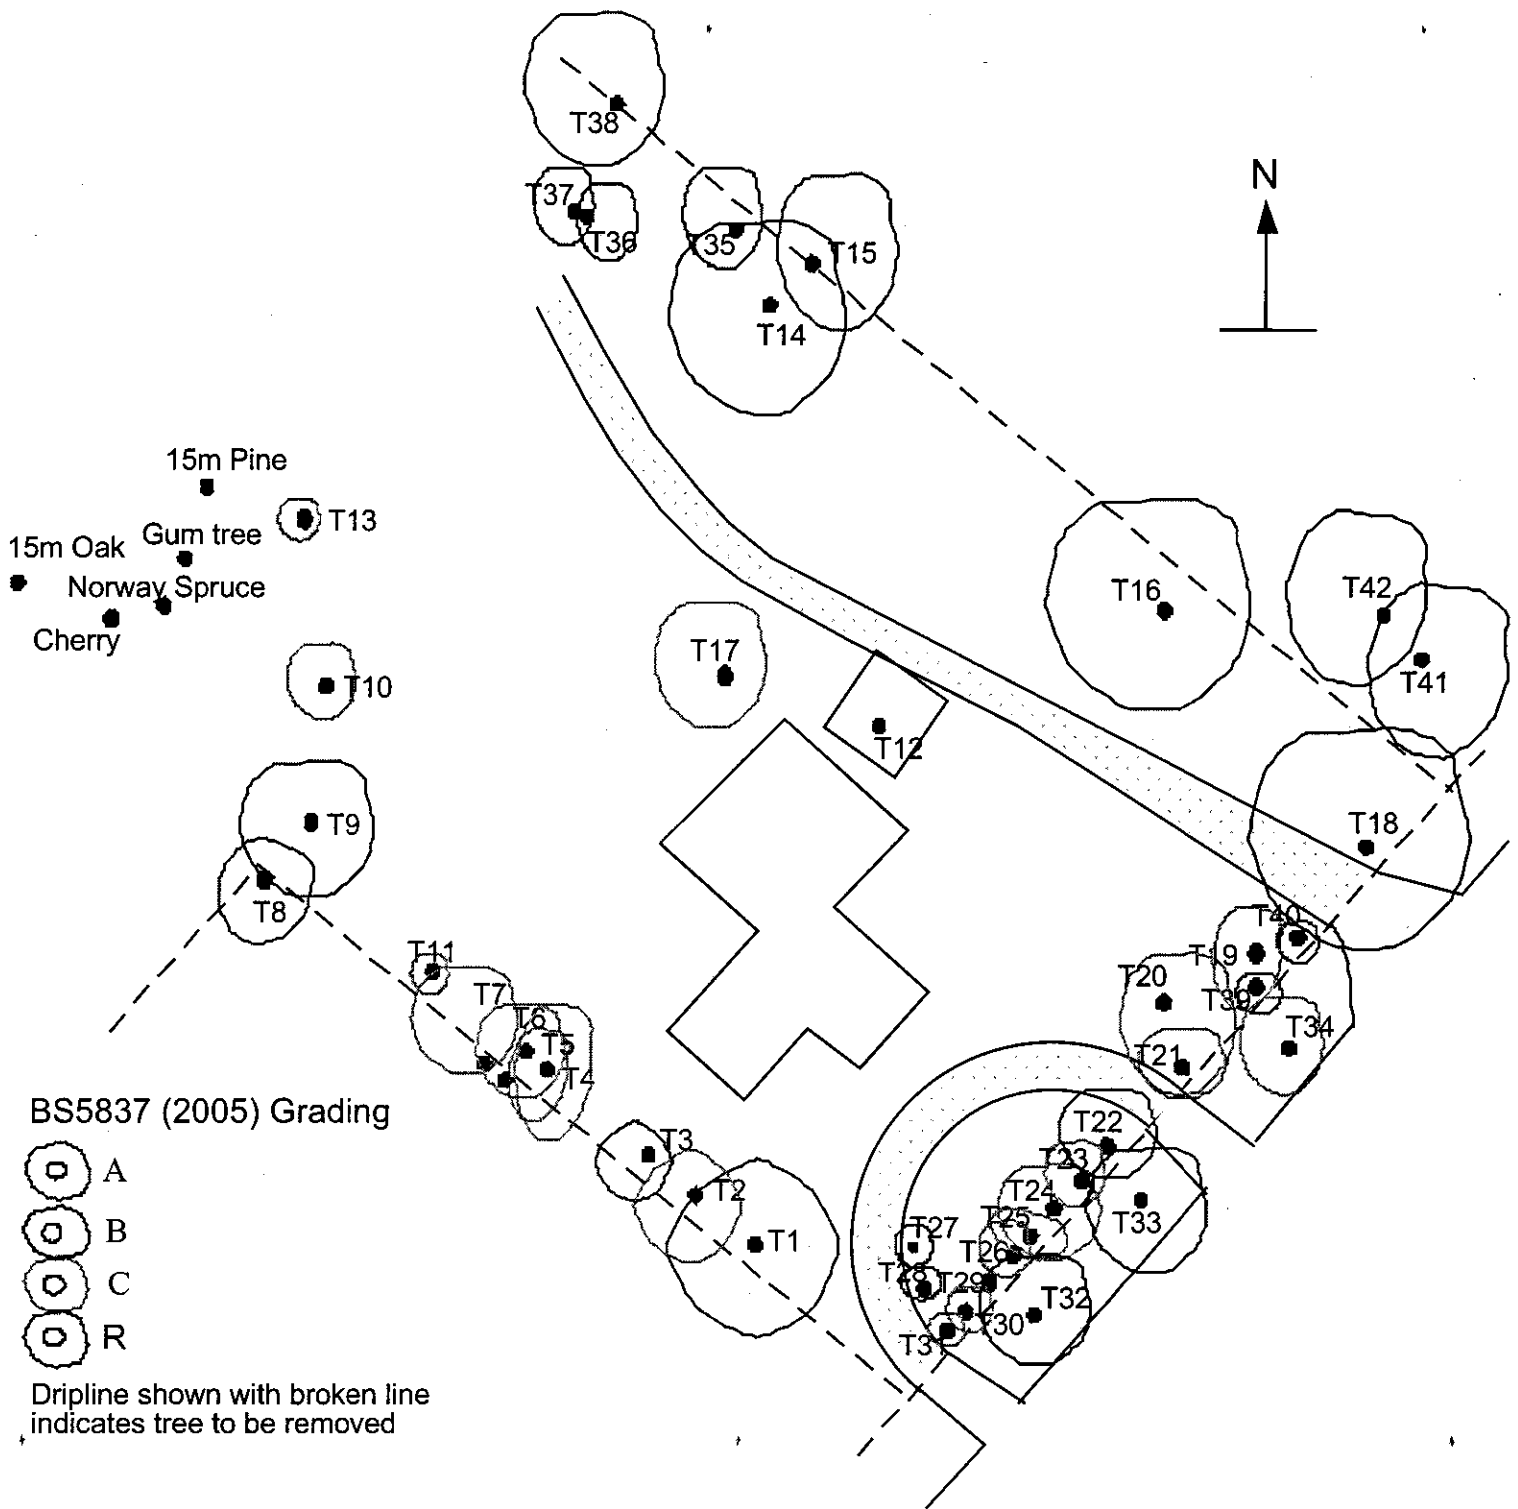 T38
N
T37
T36
T35
T15
T14
15m Pine
T13
Gum tree
15m Oak
Norway Spruce
Cherry
T16
T42
T41
T17
T10
T12
T9
T18
T8
T40
T11
T19
T7
T20
T39
T6
T34
T5
T21
T4
BS5837 (2005) Grading
T22
T3
T23
A
T24
T2
T33
T25
B
T27
T1
T26
T28
T29
C
T32
T30
R
T31
Dripline shown with broken line
indicates tree to be removed